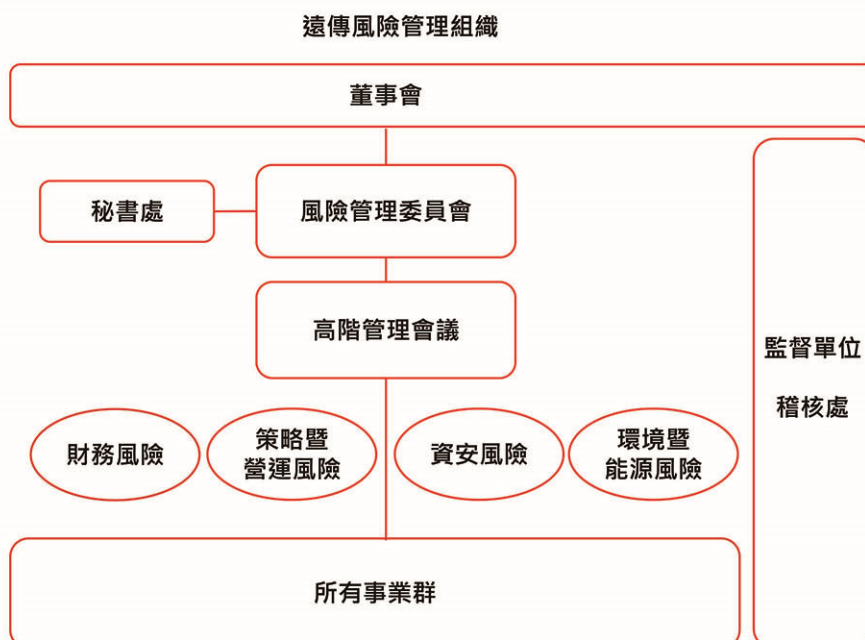 遠傳風險管理組織
董事會
秘書處
風險管理委員會
高階管理會議
監督單位
稽核處
財務風險
策略暨
營運風險
資安風險
環境暨
能源風險
所有事業群